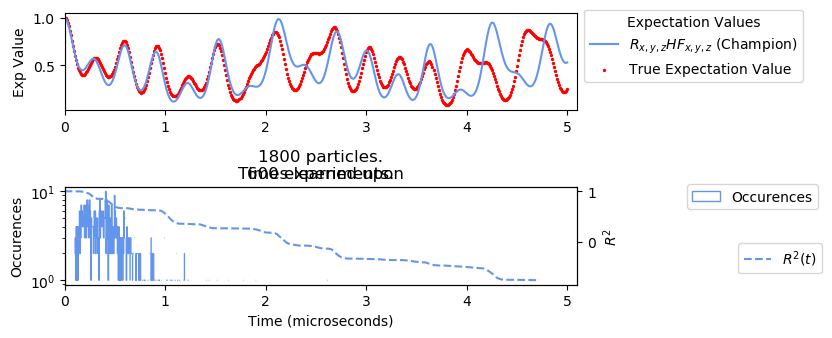 Expectation Values
R_{x,y,z}HF_{x,y,z} (Champion)
True Expectation Value
Exp Value
1.0
0.5
0 1 2 3 4 5
1800 particles.
600 experiments.
Times learned upon
Occurences
10^1
10^0
1
0
R^2
Occurences
R^2(t)
0 1 2 3 4 5
Time (microseconds)